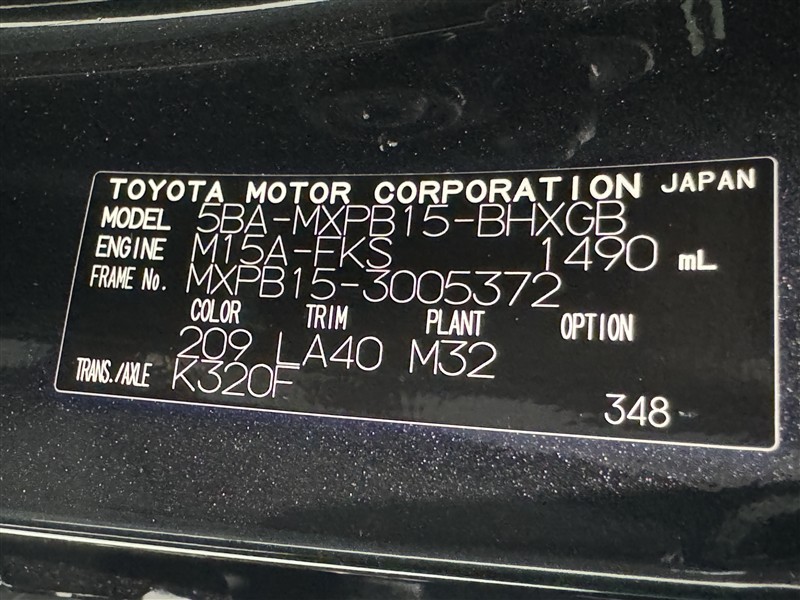 TOYOTA MOTOR CORPORATION JAPAN
MODEL 5BA-MXPB15-BHXGB
ENGINE M15A-FKS 1490 mL
FRAME No. MXPB15-3005372
COLOR TRIM PLANT OPTION
209 LA40 M32
TRANS./AXLE K320F
348